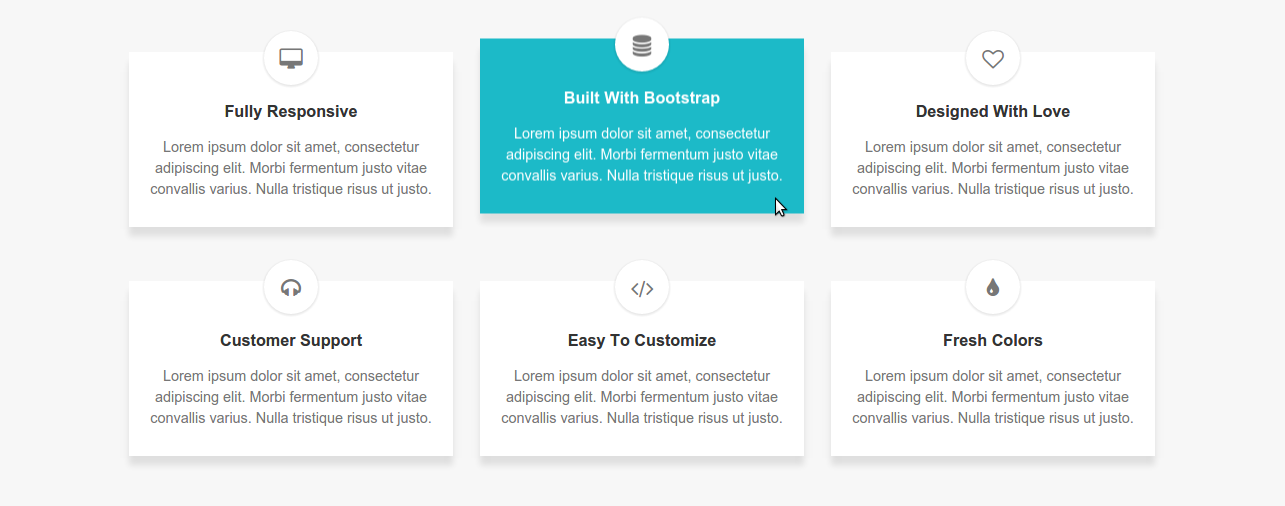 Fully Responsive
Lorem ipsum dolor sit amet, consectetur
adipiscing elit. Morbi fermentum justo vitae
convallis varius. Nulla tristique risus ut justo.
Built With Bootstrap
Lorem ipsum dolor sit amet, consectetur
adipiscing elit. Morbi fermentum justo vitae
convallis varius. Nulla tristique risus ut justo.
Designed With Love
Lorem ipsum dolor sit amet, consectetur
adipiscing elit. Morbi fermentum justo vitae
convallis varius. Nulla tristique risus ut justo.
Customer Support
Lorem ipsum dolor sit amet, consectetur
adipiscing elit. Morbi fermentum justo vitae
convallis varius. Nulla tristique risus ut justo.
Easy To Customize
Lorem ipsum dolor sit amet, consectetur
adipiscing elit. Morbi fermentum justo vitae
convallis varius. Nulla tristique risus ut justo.
Fresh Colors
Lorem ipsum dolor sit amet, consectetur
adipiscing elit. Morbi fermentum justo vitae
convallis varius. Nulla tristique risus ut justo.